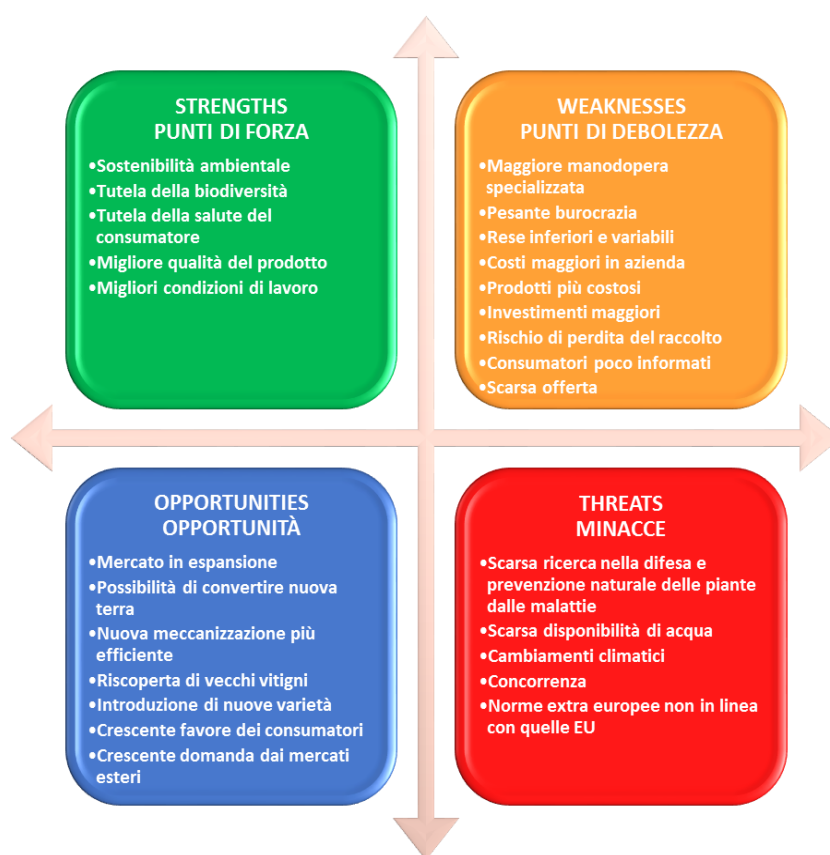 STRENGTHS
PUNTI DI FORZA
•Sostenibilità ambientale
•Tutela della biodiversità
•Tutela della salute del
consumatore
•Migliore qualità del prodotto
•Migliori condizioni di lavoro
WEAKNESSES
PUNTI DI DEBOLEZZA
•Maggiore manodopera
specializzata
•Pesante burocrazia
•Rese inferiori e variabili
•Costi maggiori in azienda
•Prodotti più costosi
•Investimenti maggiori
•Rischio di perdita del raccolto
•Consumatori poco informati
•Scarsa offerta
OPPORTUNITIES
OPPORTUNITÀ
•Mercato in espansione
•Possibilità di convertire nuova
terra
•Nuova meccanizzazione più
efficiente
•Riscoperta di vecchi vitigni
•Introduzione di nuove varietà
•Crescente favore dei consumatori
•Crescente domanda dai mercati
esteri
THREATS
MINACCE
•Scarsa ricerca nella difesa e
prevenzione naturale delle piante
dalle malattie
•Scarsa disponibilità di acqua
•Cambiamenti climatici
•Concorrenza
•Norme extra europee non in linea
con quelle EU